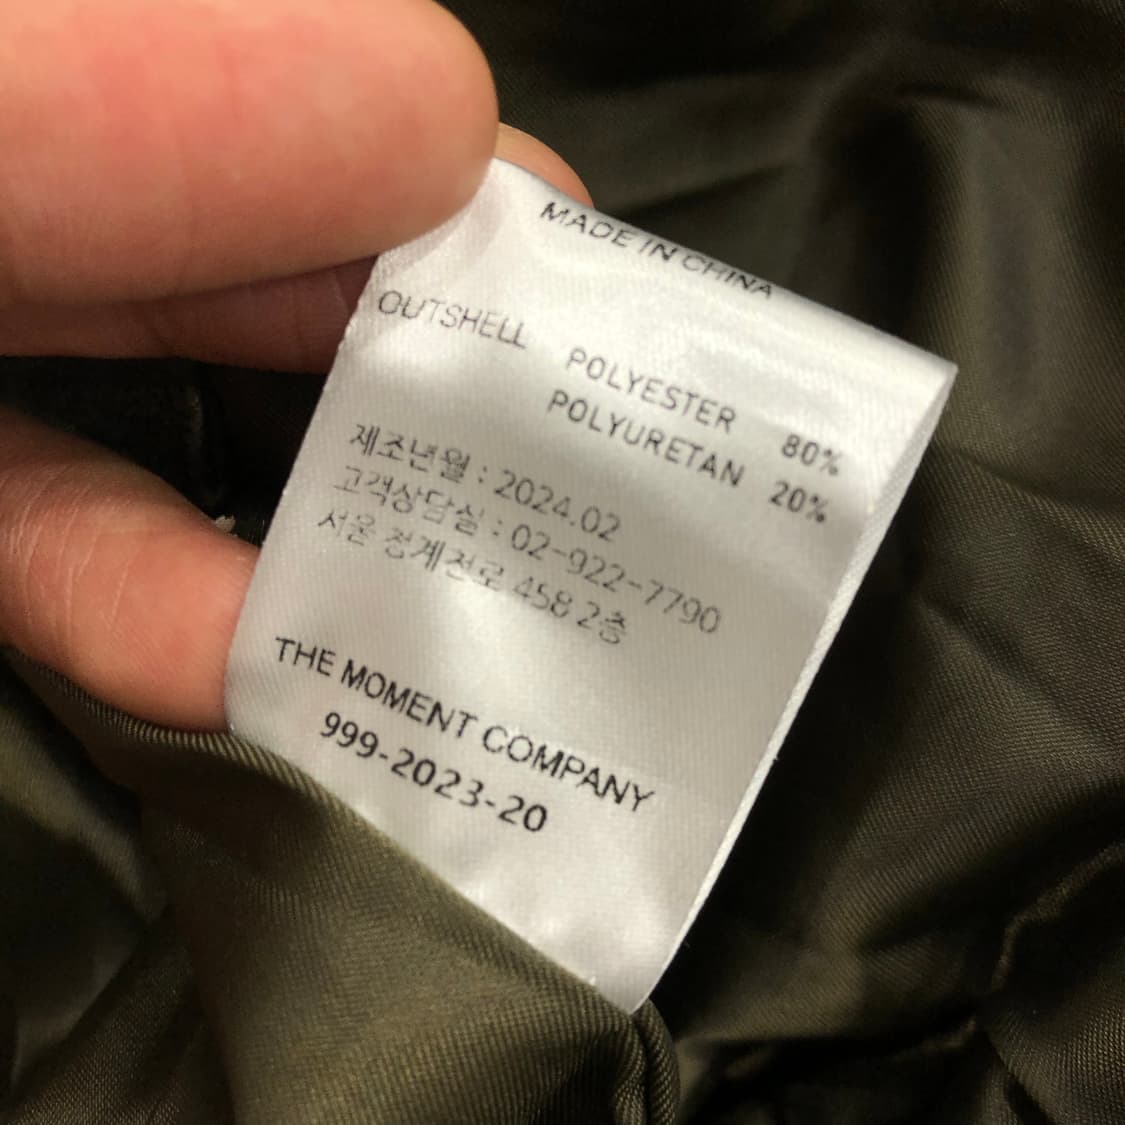 MADE IN CHINA
OUTSHELL POLYESTER 80%
POLYURETAN 20%
제조년월 : 2024.02
고객상담실 : 02-922-7790
서울 청계천로 458 2층
THE MOMENT COMPANY
999-2023-20